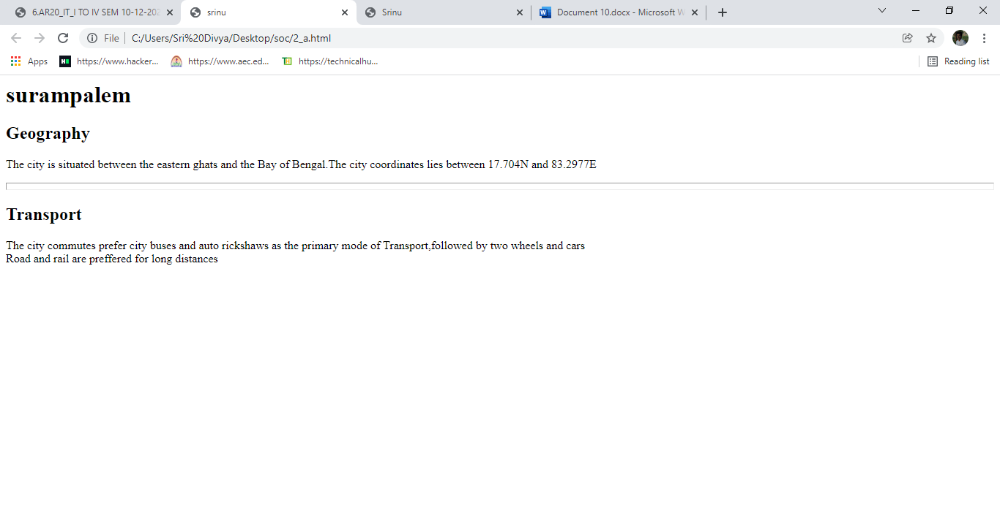 6.AR20_IT_I TO IV SEM 10-12-202
srinu
Srinu
Document 10.docx - Microsoft W
File
C:/Users/Sri%20Divya/Desktop/soc/2_a.html
Apps
https://www.hacker...
https://www.aec.ed...
https://technicalhu...
Reading list
surampalem
Geography
The city is situated between the eastern ghats and the Bay of Bengal.The city coordinates lies between 17.704N and 83.2977E
Transport
The city commutes prefer city buses and auto rickshaws as the primary mode of Transport,followed by two wheels and cars
Road and rail are preffered for long distances